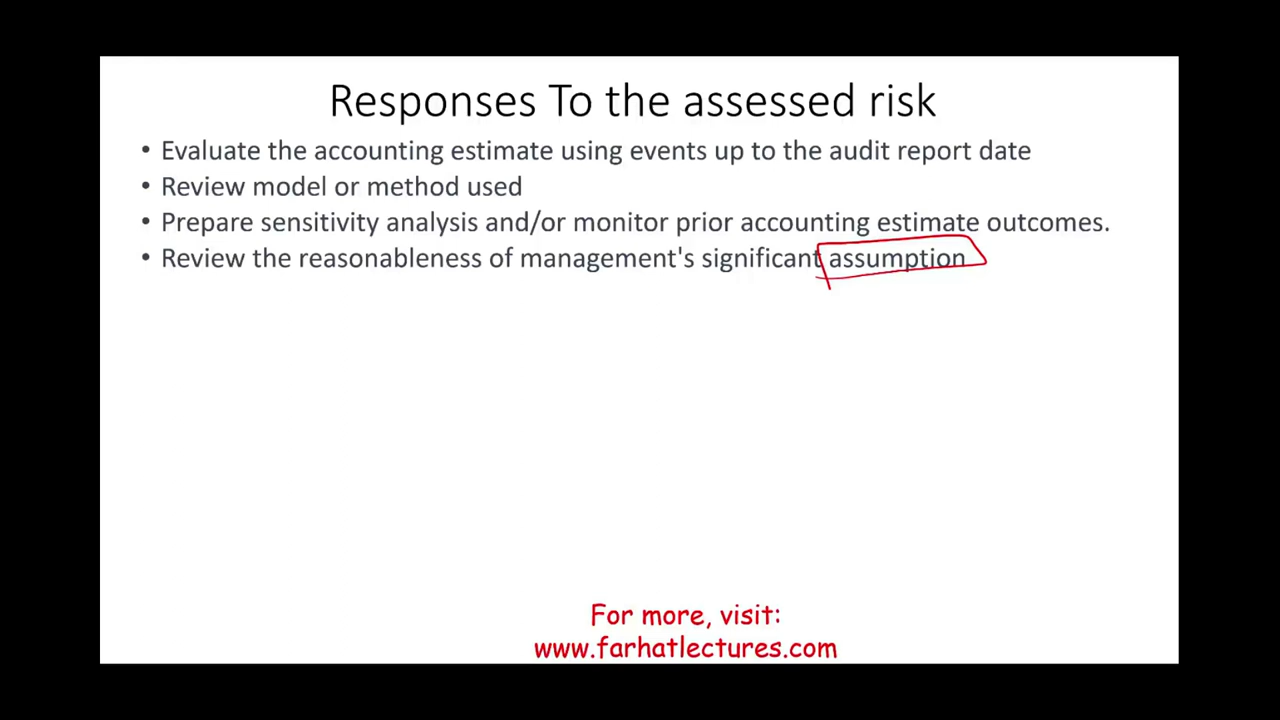 Responses To the assessed risk
• Evaluate the accounting estimate using events up to the audit report date
• Review model or method used
• Prepare sensitivity analysis and/or monitor prior accounting estimate outcomes.
• Review the reasonableness of management's significant assumption
For more, visit:
www.farhatlectures.com